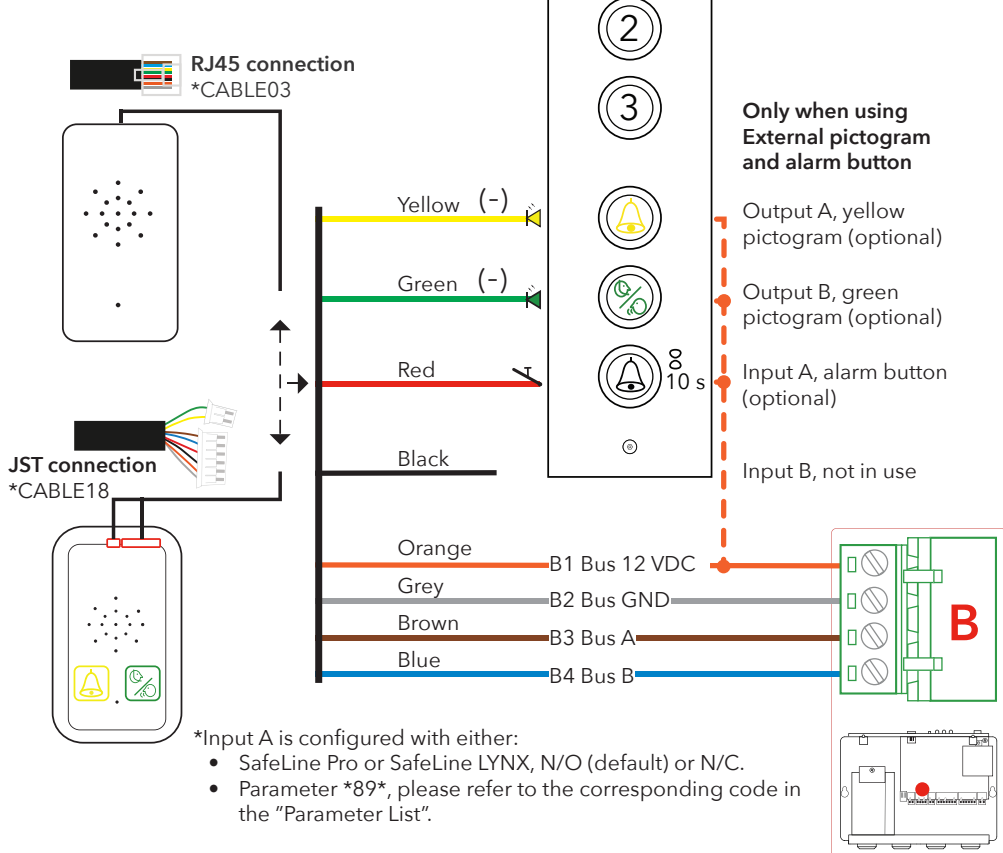 RJ45 connection
*CABLE03
2
3
Only when using
External pictogram
and alarm button
Yellow (-)
Output A, yellow
pictogram (optional)
Green (-)
Output B, green
pictogram (optional)
Red
10 s
Input A, alarm button
(optional)
JST connection
*CABLE18
Black
Input B, not in use
Orange
B1 Bus 12 VDC
Grey
B2 Bus GND
Brown
B3 Bus A
Blue
B4 Bus B
B
*Input A is configured with either:
• SafeLine Pro or SafeLine LYNX, N/O (default) or N/C.
• Parameter *89*, please refer to the corresponding code in
the ”Parameter List”.